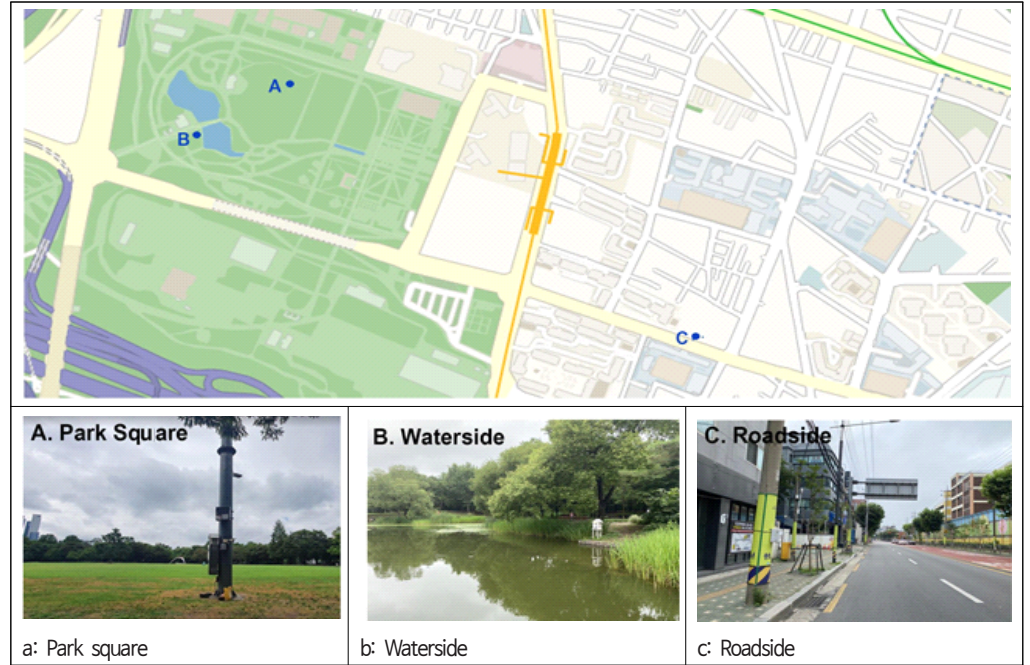 A
B
C
A. Park Square
B. Waterside
C. Roadside
a: Park square
b: Waterside
c: Roadside